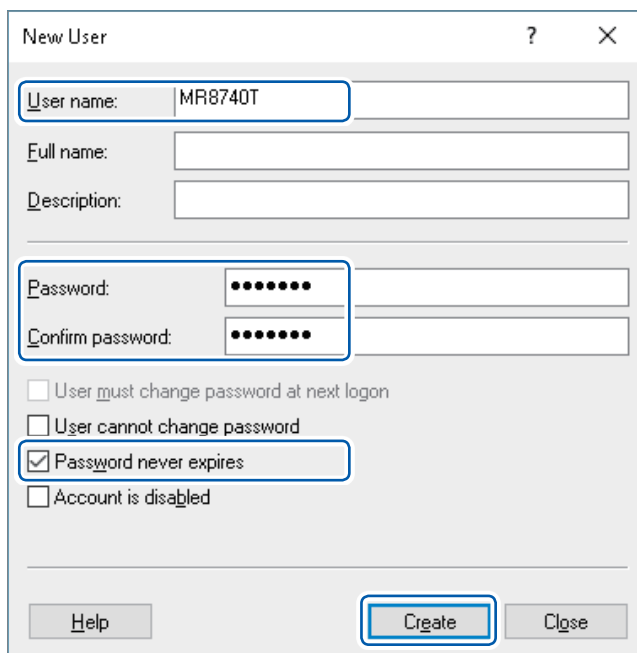 New User
User name: MR8740T
Full name:
Description:
Password: ●●●●●●●
Confirm password: ●●●●●●●
User must change password at next logon
User cannot change password
Password never expires
Account is disabled
Help Create Close